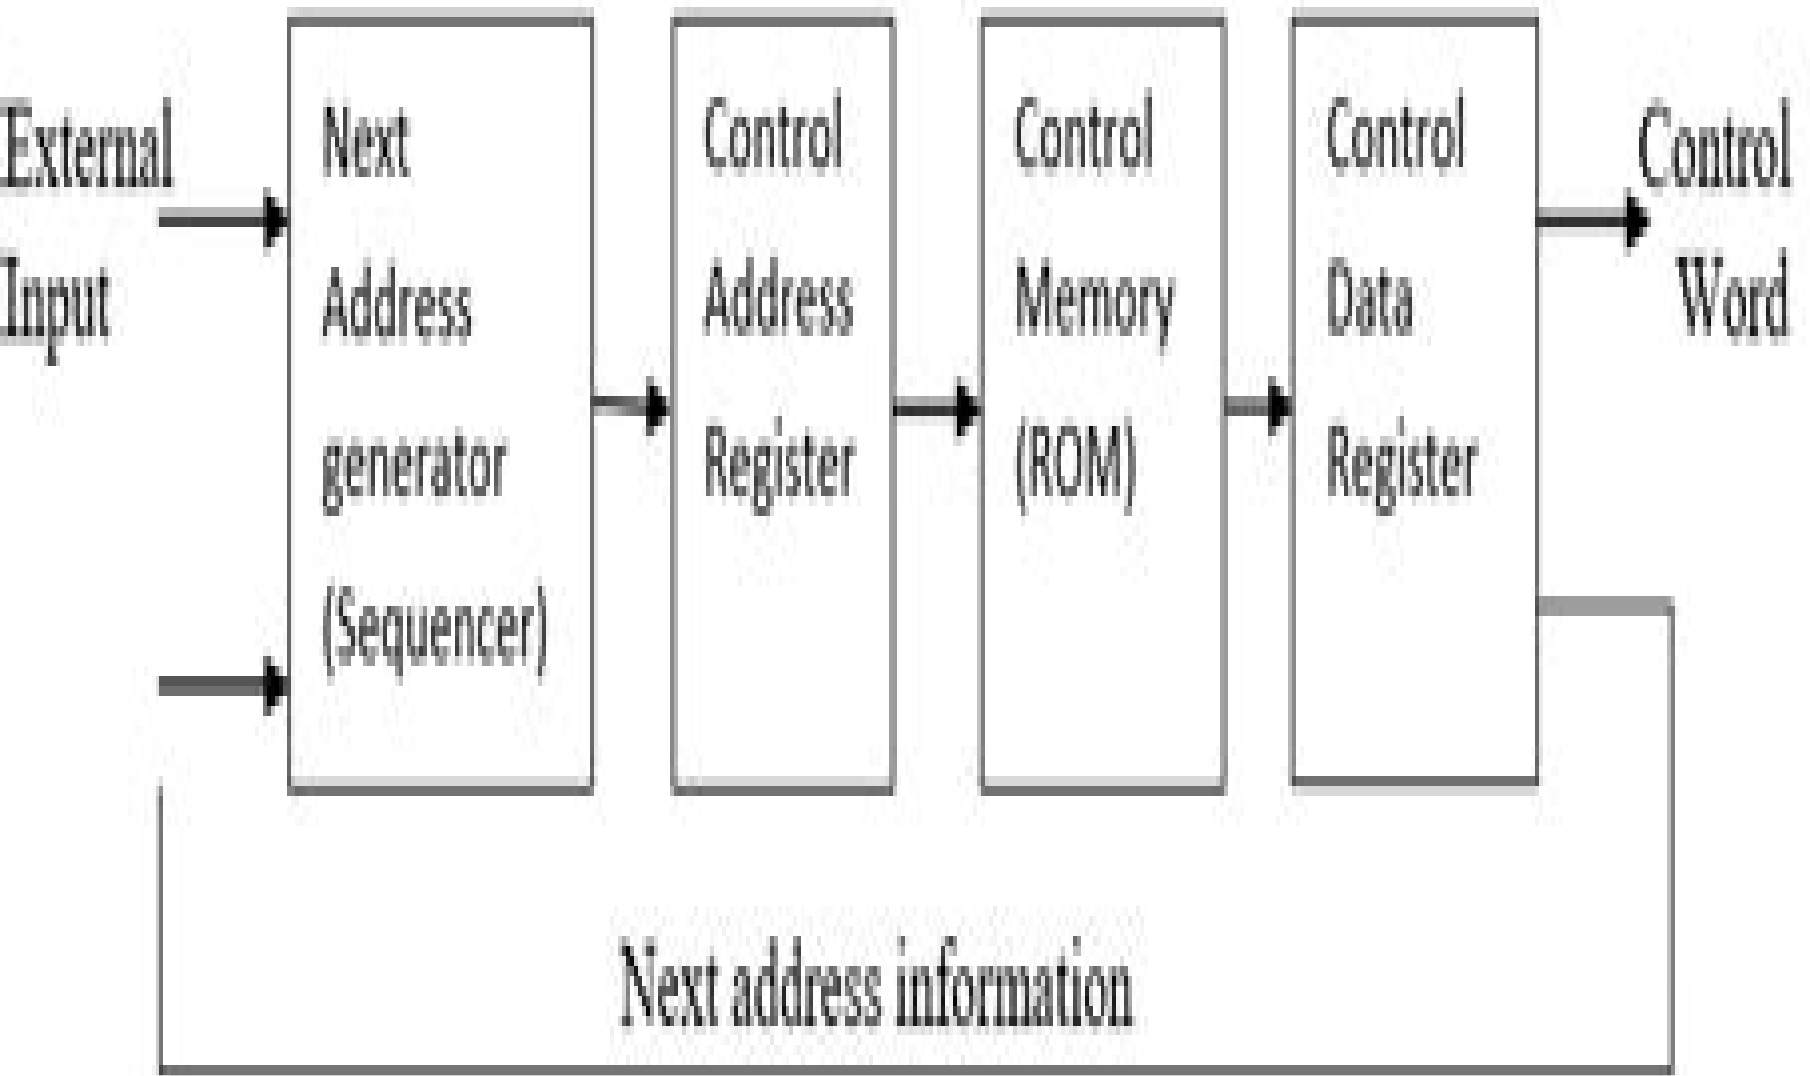 External
Input
Next
Address
generator
(Sequencer)
Control
Address
Register
Control
Memory
(ROM)
Control
Data
Register
Control
Word
Next address information